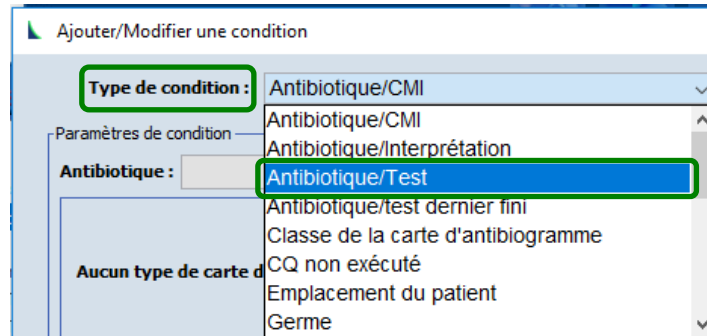 Ajouter/Modifier une condition
Type de condition : Antibiotique/CMI
Antibiotique/CMI
Paramètres de condition
Antibiotique/Interprétation
Antibiotique :
Antibiotique/Test
Antibiotique/test dernier fini
Classe de la carte d'antibiogramme
Aucun type de carte d
CQ non exécuté
Emplacement du patient
Germe